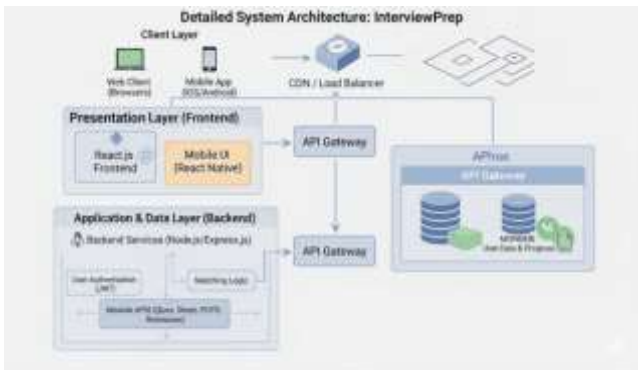 Detailed System Architecture: InterviewPrep
Client Layer
Web Client
(Browsers)
Mobile App
(iOS/Android)
CDN / Load Balancer
Presentation Layer (Frontend)
React.js
Frontend
Mobile UI
(React Native)
API Gateway
API Gateway
Application & Data Layer (Backend)
Backend Services (Node.js/Express.js)
User Authentication
(JWT)
Matching Logic
API Gateway